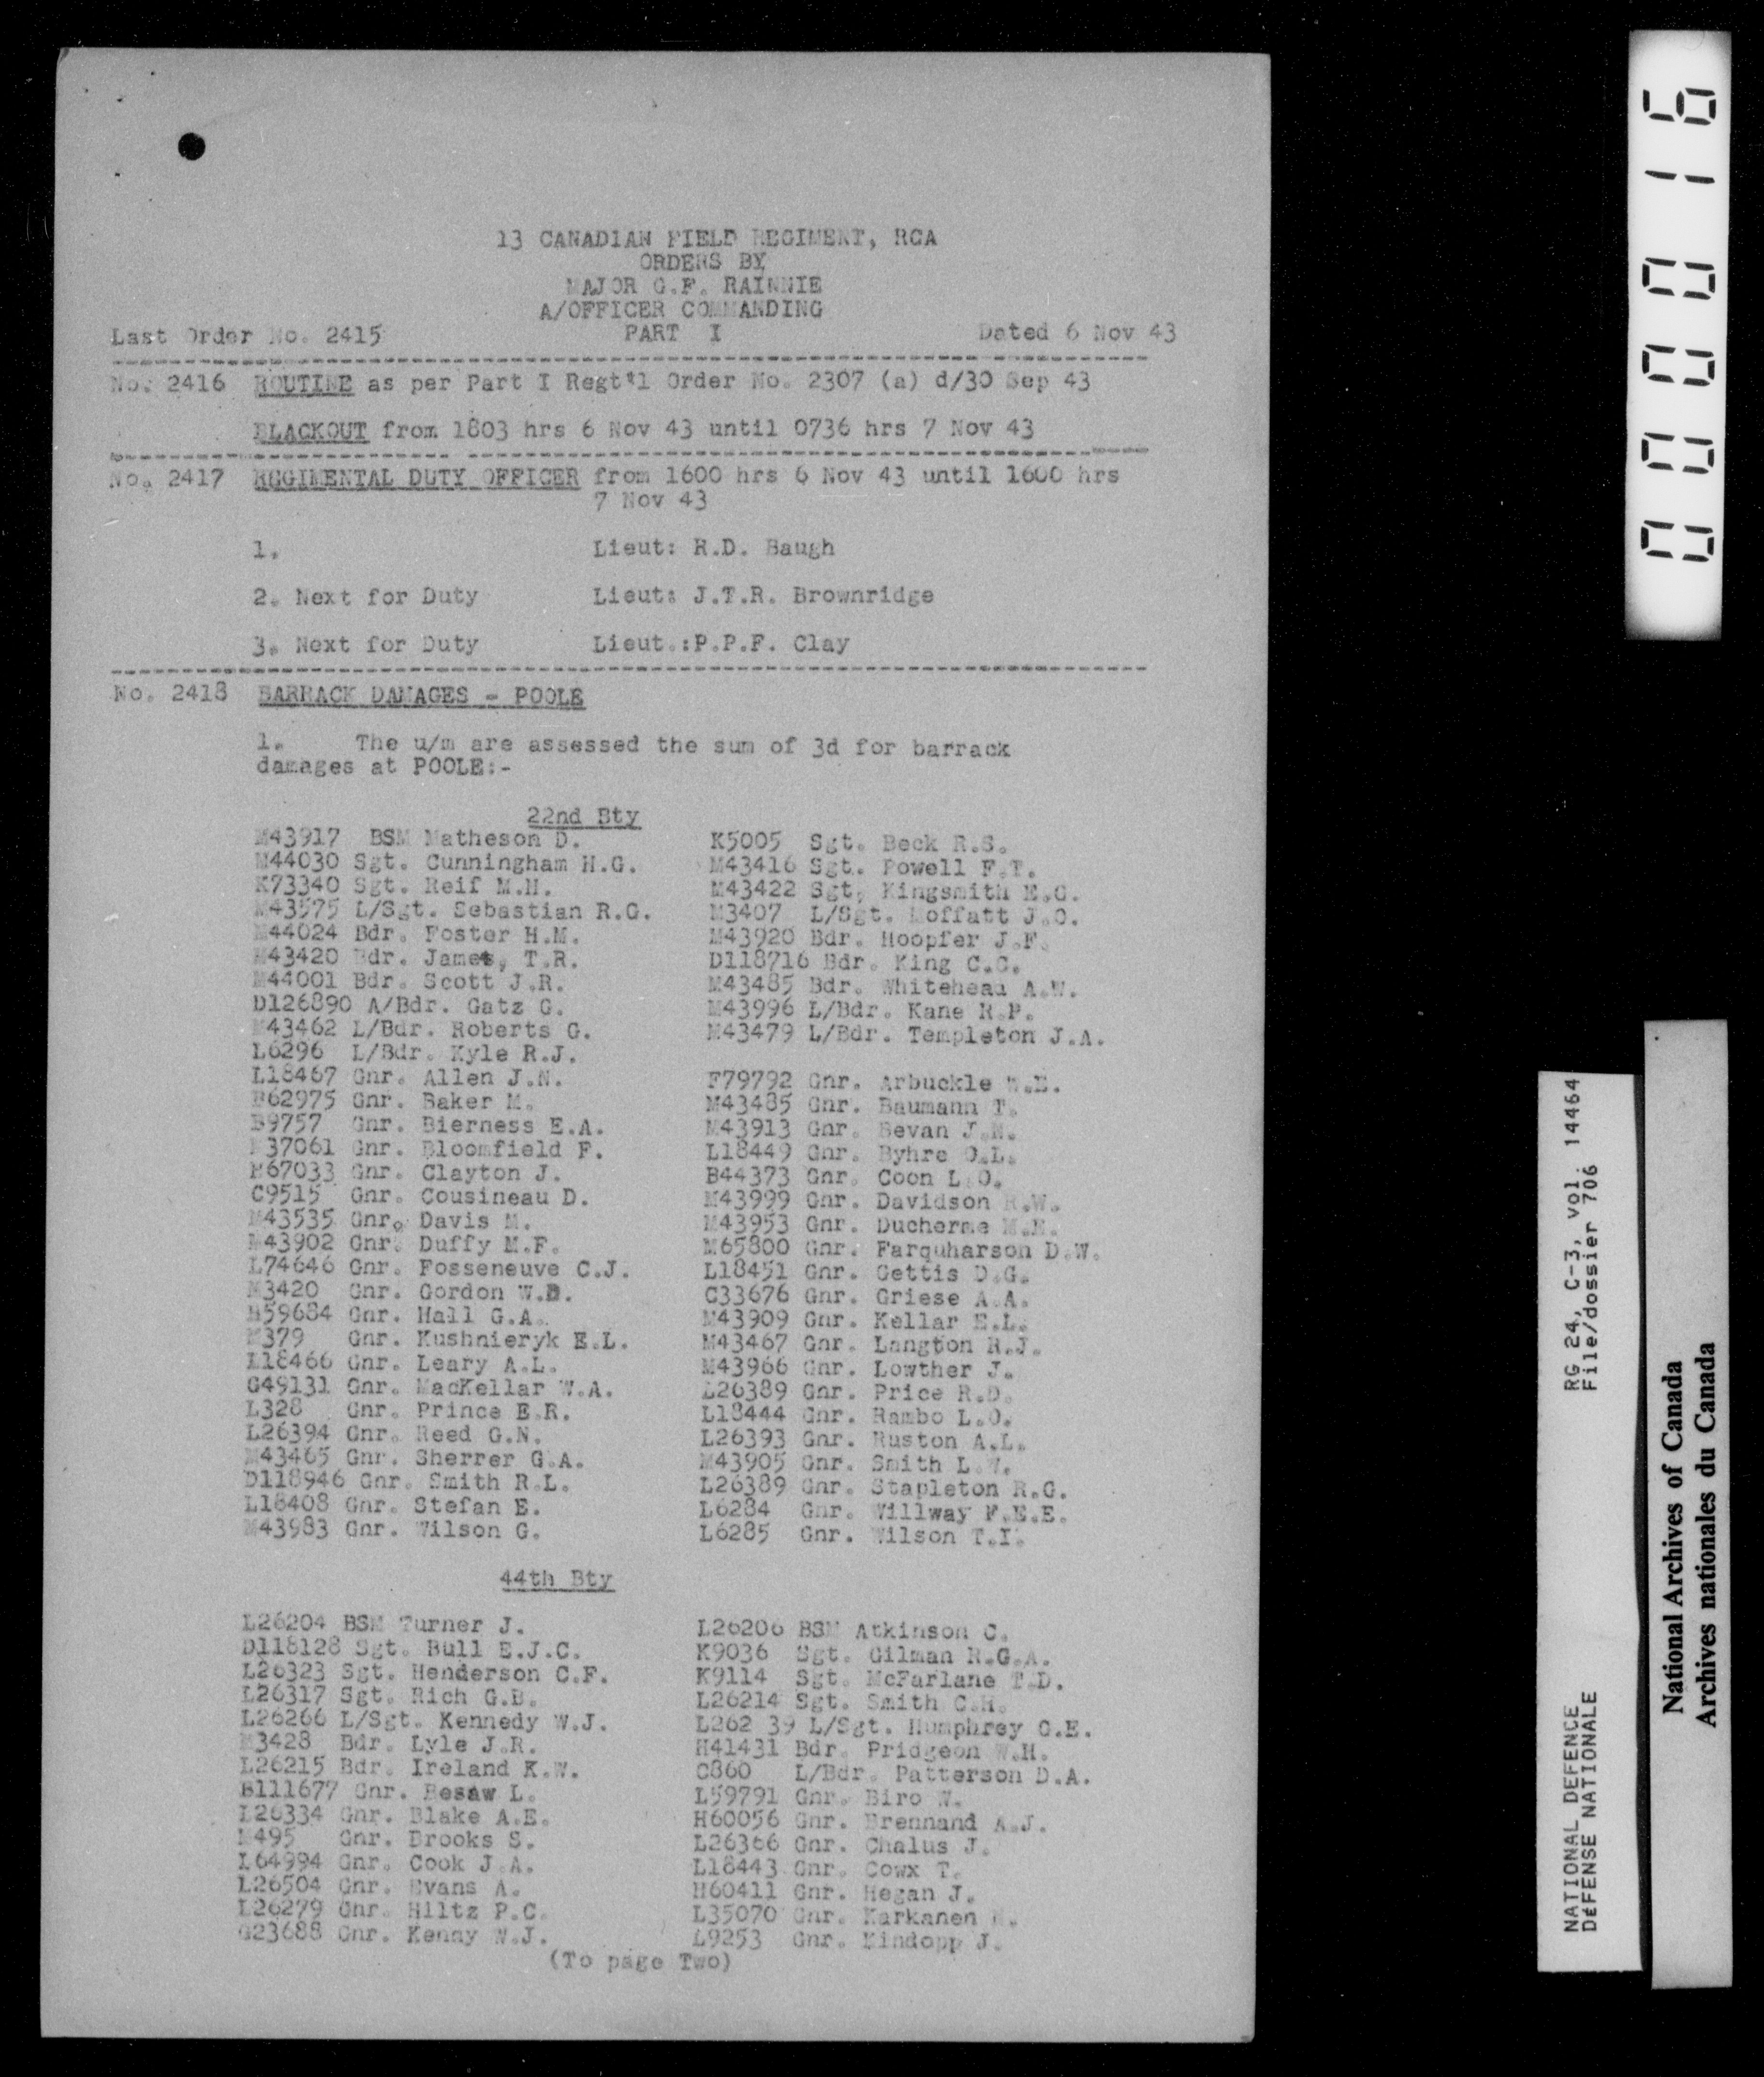 13 CANADIAN FIELD REGIMENT, RCA
ORDERS BY
MAJOR G.F. RAINNIE
A/OFFICER COMMANDING
Last Order No. 2415 PART I Dated 6 Nov 43
No. 2416 ROUTINE as per Part I Regt'l Order No. 2307 (a) d/30 Sep 43
BLACKOUT from 1803 hrs 6 Nov 43 until 0736 hrs 7 Nov 43
No. 2417 REGIMENTAL DUTY OFFICER from 1600 hrs 6 Nov 43 until 1600 hrs
7 Nov 43
1. Lieut: R.D. Baugh
2. Next for Duty Lieut: J.T.R. Brownridge
3. Next for Duty Lieut.:P.P.F. Clay
No. 2418 BARRACK DAMAGES - POOLE
1. The u/m are assessed the sum of 3d for barrack
damages at POOLE:-
22nd Bty
M43917 BSM Matheson D. K5005 Sgt. Beck R.S.
M44030 Sgt. Cunningham H.G. M43416 Sgt. Powell F.T.
K73340 Sgt. Reif M.H. M43422 Sgt. Kingsmith E.C.
M43575 L/Sgt. Sebastian R.G. M3407 L/Sgt. Moffatt J.O.
M44024 Bdr. Foster H.M. M43920 Bdr. Hoopfer J.F.
M43420 Bdr. James, T.R. D118716 Bdr. King C.C.
M44001 Bdr. Scott J.R. M43485 Bdr. Whitehead A.W.
D126890 A/Bdr. Gatz G. M43996 L/Bdr. Kane R.P.
M43462 L/Bdr. Roberts G. M43479 L/Bdr. Templeton J.A.
L6296 L/Bdr. Kyle R.J.
L18467 Gnr. Allen J.N. F79792 Gnr. Arbuckle W.E.
B62975 Gnr. Baker M. M43485 Gnr. Baumann T.
B9757 Gnr. Bierness E.A. M43913 Gnr. Bevan J.M.
37061 Gnr. Bloomfield F. L18449 Gnr. Byhre O.L.
H67033 Gnr. Clayton J. B44373 Gnr. Coon L.O.
C9515 Gnr. Cousineau D. M43999 Gnr. Davidson R.W.
M43535 Gnr. Davis M. M43953 Gnr. Ducherme M.E.
M43902 Gnr. Duffy M.F. M65800 Gnr. Farquharson D.W.
L74646 Gnr. Fosseneuve C.J. L18451 Gnr. Gettis D.G.
M3420 Gnr. Gordon W.D. C33676 Gnr. Griese A.A.
H59684 Gnr. Hall G.A. M43909 Gnr. Kellar E.L.
M379 Gnr. Kushnieryk E.L. M43467 Gnr. Langton R.J.
L18466 Gnr. Leary A.L. M43966 Gnr. Lowther J.
G49131 Gnr. MacKellar W.A. L26389 Gnr. Price R.D.
L328 Gnr. Prince E.R. L18444 Gnr. Rambo L.O.
L26394 Gnr. Reed G.N. L26393 Gnr. Ruston A.L.
M43465 Gnr. Sherrer G.A. M43905 Gnr. Smith L.W.
D118946 Gnr. Smith R.L. L26389 Gnr. Stapleton R.G.
L18408 Gnr. Stefan E. L6284 Gnr. Willway F.E.E.
M43983 Gnr. Wilson G. L6285 Gnr. Wilson T.I.
44th Bty
L26204 BSM Turner J. L26206 BSM Atkinson C.
D118128 Sgt. Bull E.J.C. K9036 Sgt. Gilman R.G.A.
L26323 Sgt. Henderson C.F. K9114 Sgt. McFarlane T.D.
L26317 Sgt. Rich G.B. L26214 Sgt. Smith C.H.
L26266 L/Sgt. Kennedy W.J. L262 39 L/Sgt. Humphrey G.E.
M3428 Bdr. Lyle J.R. H41431 Bdr. Pridgeon W.H.
L26215 Bdr. Ireland K.W. C860 L/Bdr. Patterson D.A.
B111677 Gnr. Besaw L. L59791 Gnr. Biro W.
L26334 Gnr. Blake A.E. H60056 Gnr. Brennand A.J.
M495 Gnr. Brooks S. L26366 Gnr. Chalus J.
L64994 Gnr. Cook J.A. L18443 Gnr. Cowx T.
L26504 Gnr. Evans A. H60411 Gnr. Hegan J.
L26279 Gnr. Hlltz P.C. L35070 Gnr. Karkanen
G23688 Gnr. Kenny W.J. L9253 Gnr. Kindopp J.
(To page Two)
000016
RG 24, C-3, vol. 14464
File/dossier 706
NATIONAL DEFENCE
DÉFENSE NATIONALE
National Archives of Canada
Archives nationales du Canada